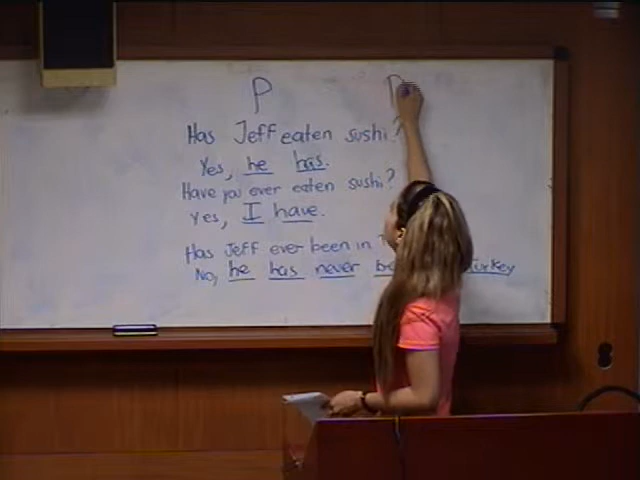 P P
Has Jeff eaten sushi?
Yes, he has.
Have you ever eaten sushi?
Yes, I have.
Has Jeff ever been in
No, he has never Turkey